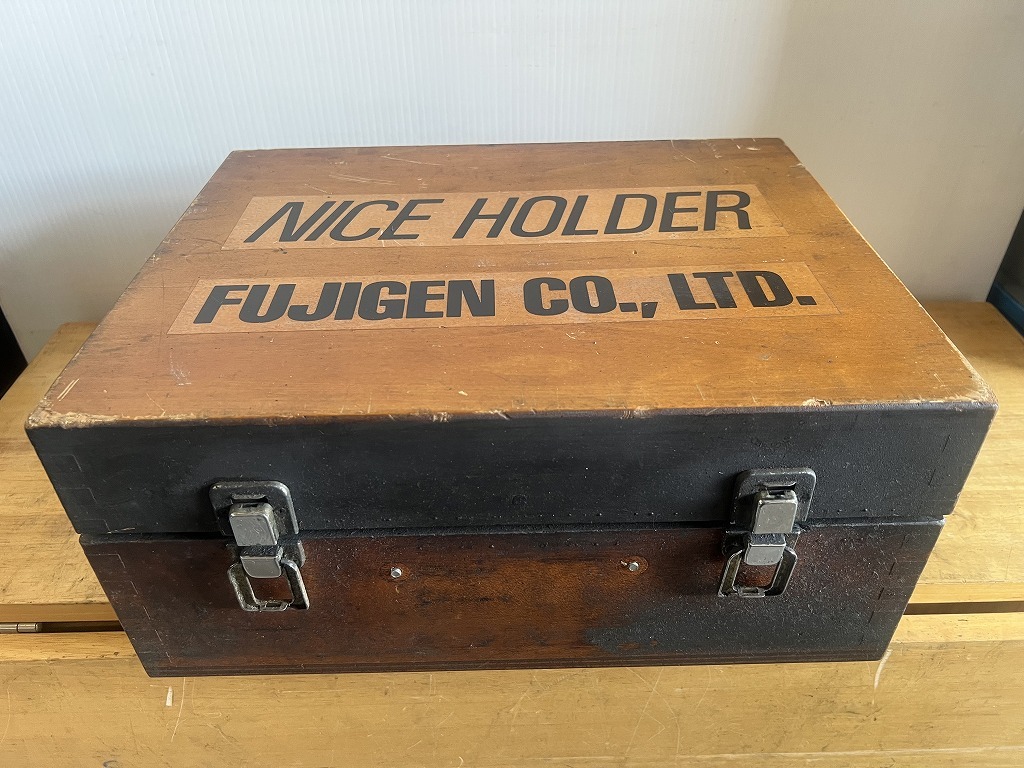 NICE HOLDER
FUJIGEN CO., LTD.